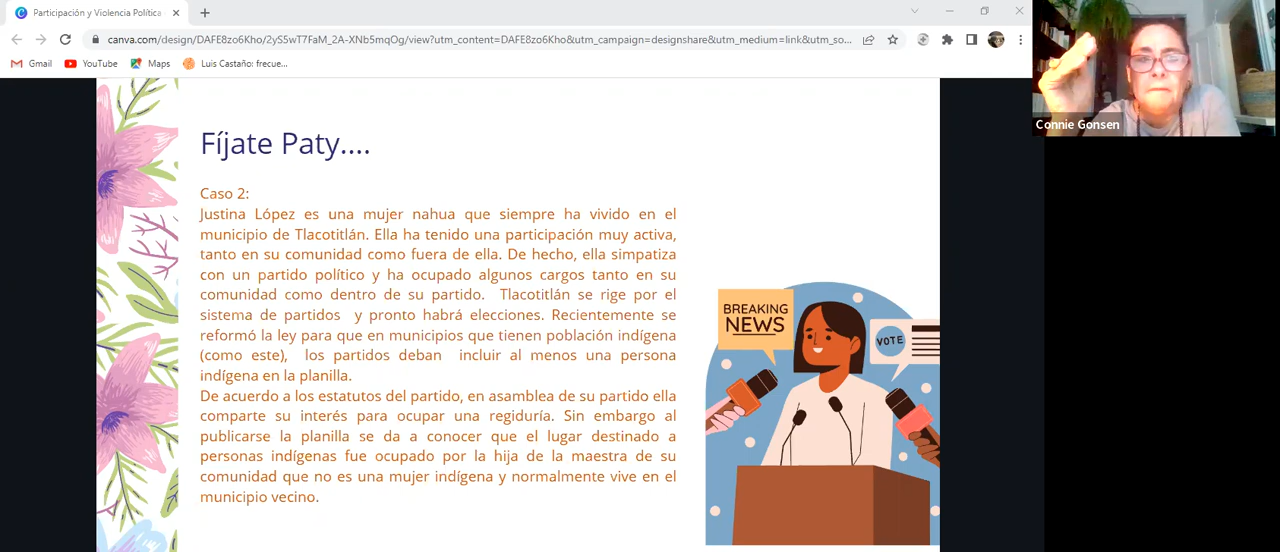 Participación y Violencia Política
canva.com/design/DAFE8zo6Kho/2yS5wT7FaM_2A-XNb5mqOg/view?utm_content=DAFE8zo6Kho&utm_campaign=designshare&utm_medium=link&utm_so...
Gmail
YouTube
Maps
Luis Castaño: frecue...
Connie Gonsen
Fíjate Paty....
Caso 2:
Justina López es una mujer nahua que siempre ha vivido en el
municipio de Tlacotitlán. Ella ha tenido una participación muy activa,
tanto en su comunidad como fuera de ella. De hecho, ella simpatiza
con un partido político y ha ocupado algunos cargos tanto en su
comunidad como dentro de su partido. Tlacotitlán se rige por el
sistema de partidos y pronto habrá elecciones. Recientemente se
reformó la ley para que en municipios que tienen población indígena
(como este), los partidos deban incluir al menos una persona
indígena en la planilla.
De acuerdo a los estatutos del partido, en asamblea de su partido ella
comparte su interés para ocupar una regiduría. Sin embargo al
publicarse la planilla se da a conocer que el lugar destinado a
personas indígenas fue ocupado por la hija de la maestra de su
comunidad que no es una mujer indígena y normalmente vive en el
municipio vecino.
BREAKING
NEWS
VOTE